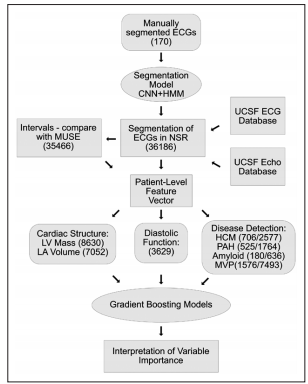 Manually
segmented ECGs
(170)
Segmentation
Model
CNN+HMM
Intervals - compare
with MUSE
(35466)
Segmentation of
ECGs in NSR
(36186)
UCSF ECG
Database
UCSF Echo
Database
Patient-Level
Feature
Vector
Cardiac Structure:
LV Mass (8630)
LA Volume (7052)
Diastolic
Function:
(3629)
Disease Detection:
HCM (706/2577)
PAH (525/1764)
Amyloid (180/636)
MVP(1576/7493)
Gradient Boosting Models
Interpretation of Variable
Importance